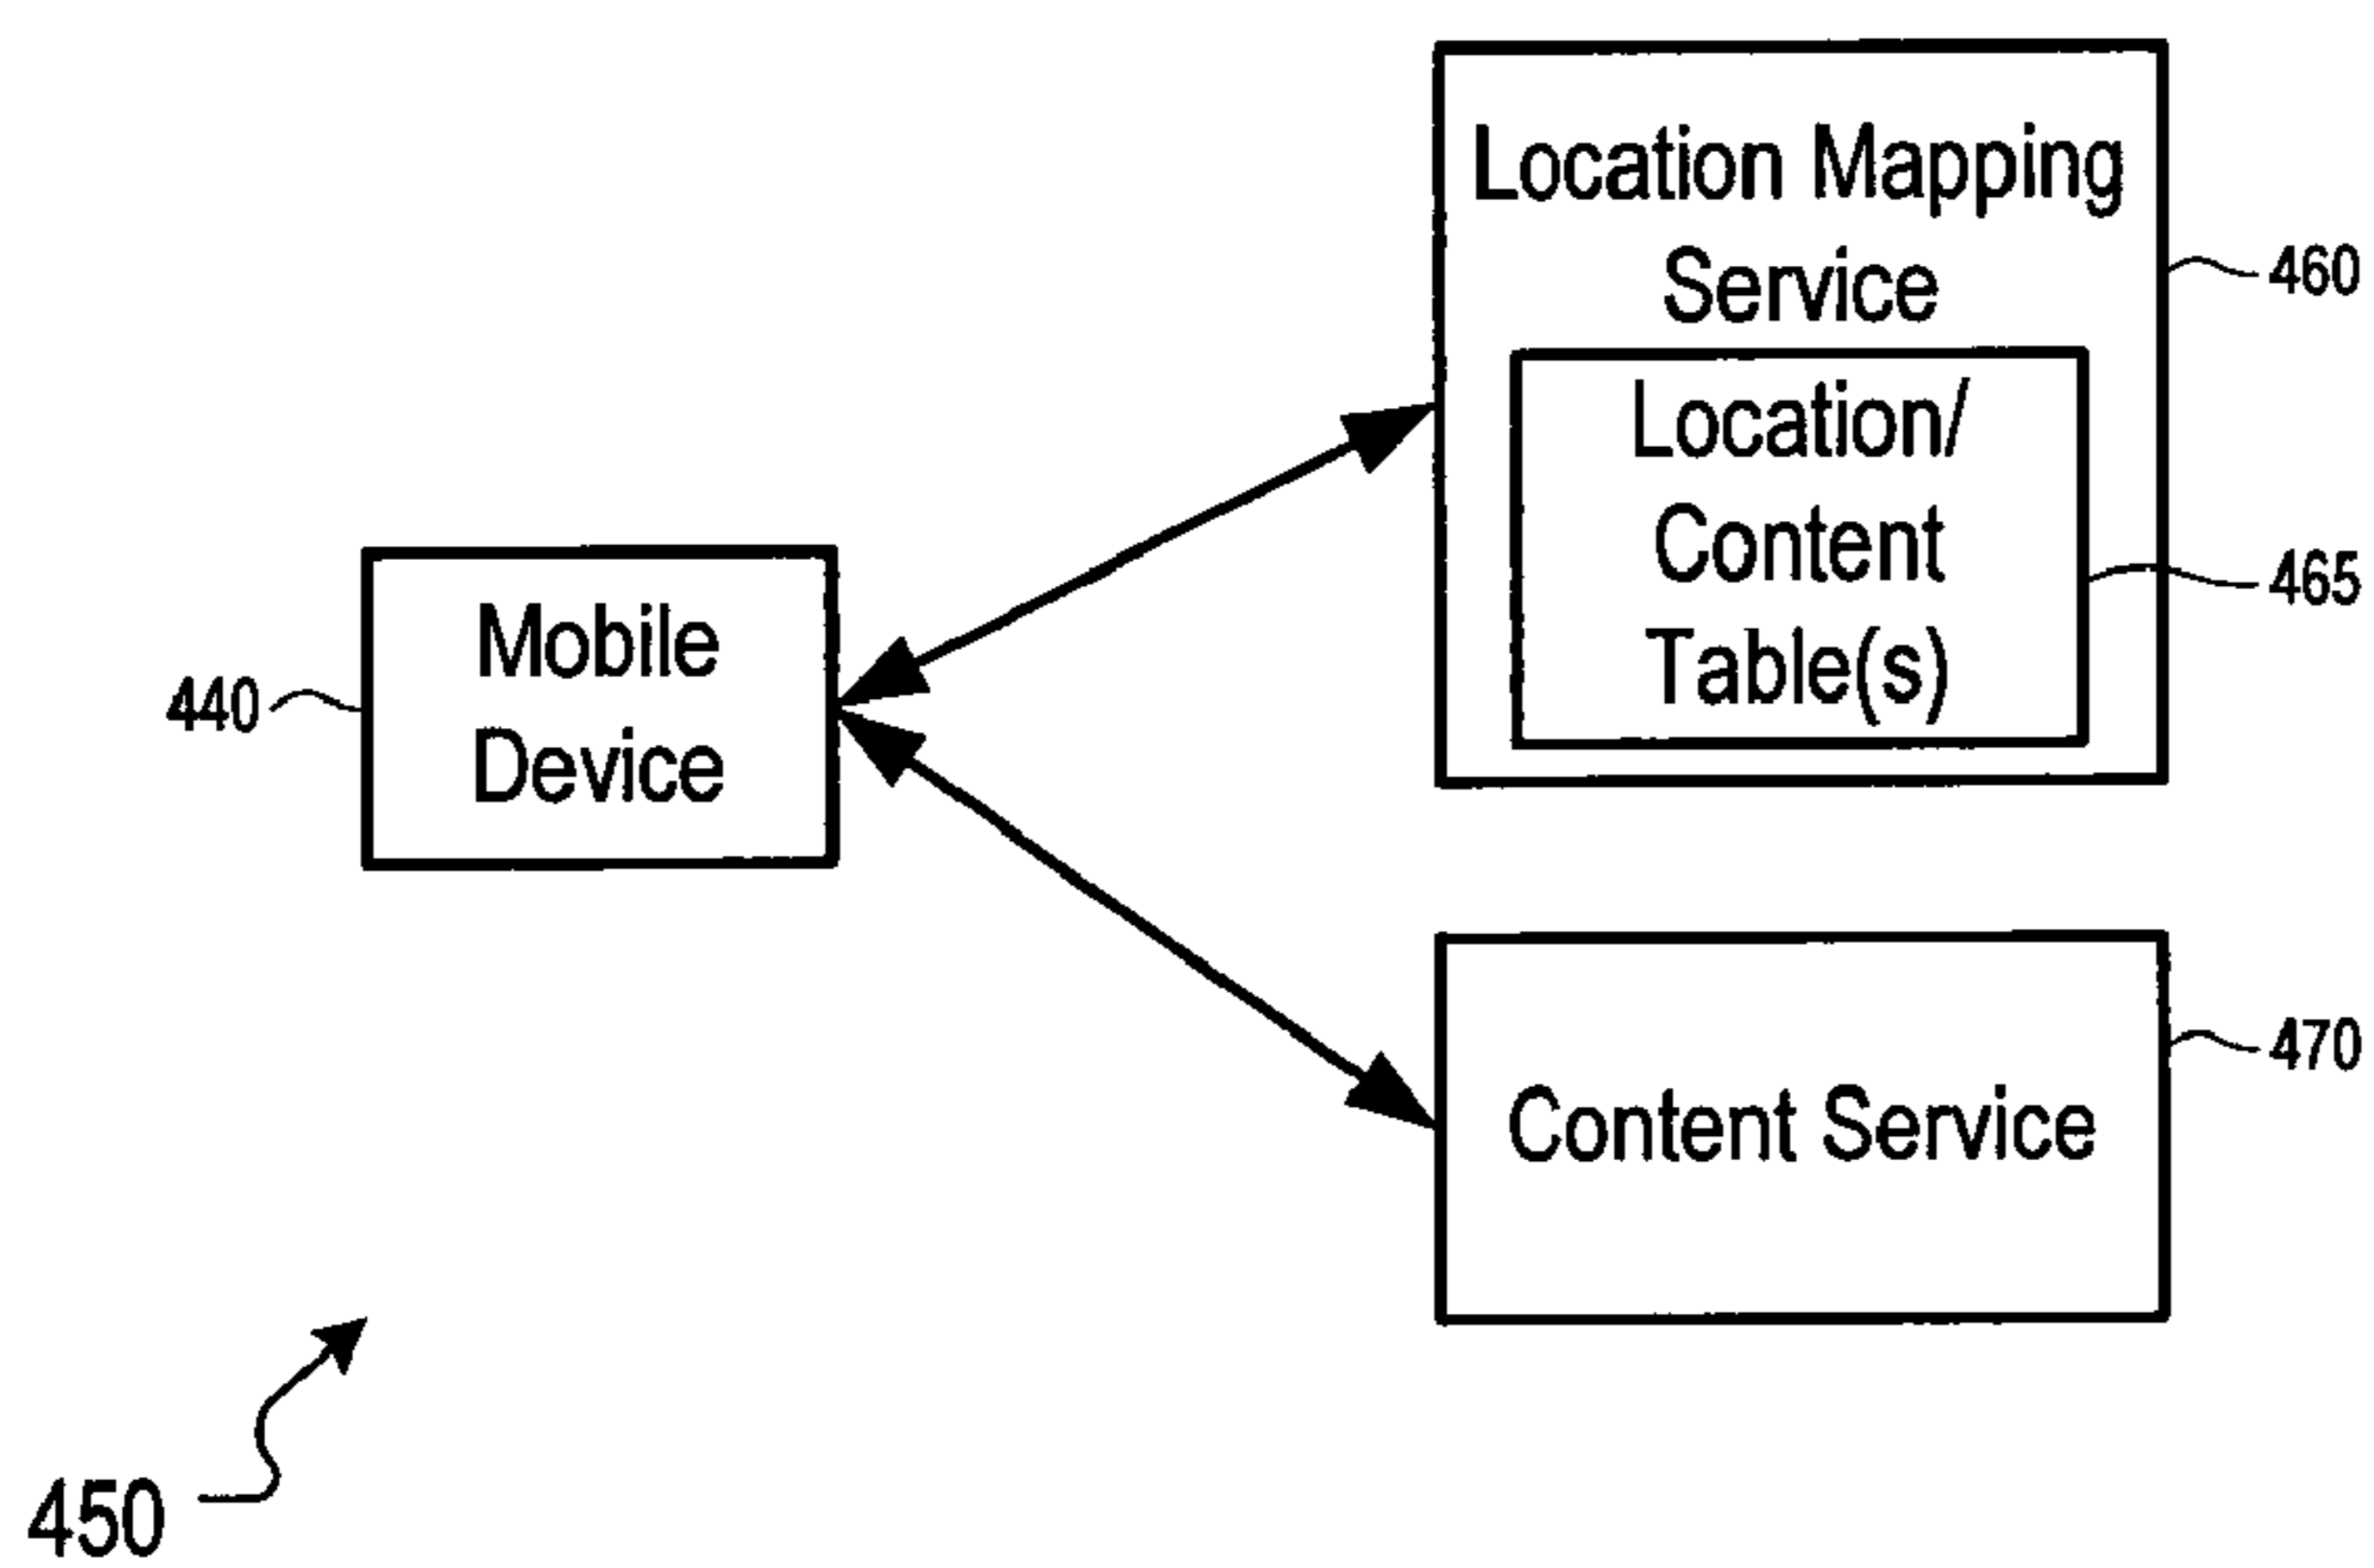 Location Mapping
Service
460
Location/
Content
Table(s)
465
Mobile
Device
440
470
Content Service
450